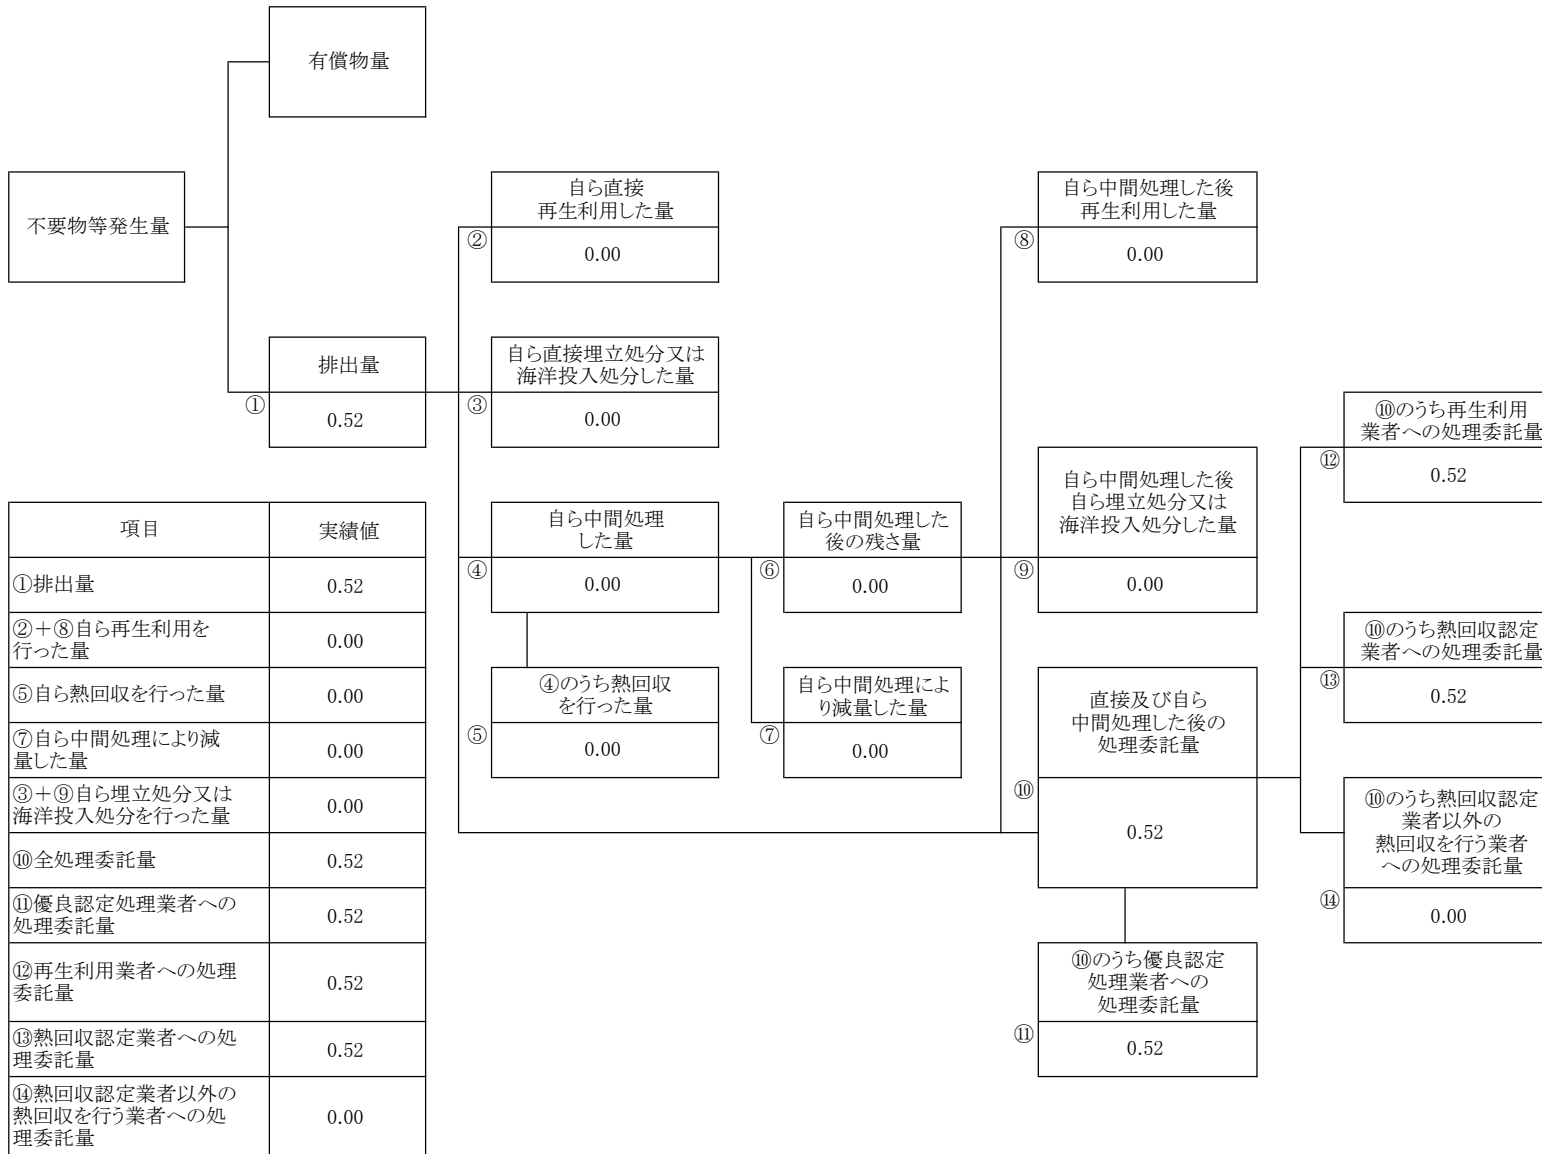 有償物量
不要物等発生量
自ら直接
再生利用した量
②
0.00
自ら中間処理した後
再生利用した量
⑧
0.00
排出量
①
0.52
自ら直接埋立処分又は
海洋投入処分した量
③
0.00
⑩のうち再生利用
業者への処理委託量
⑫
0.52
自ら中間処理した後
自ら埋立処分又は
海洋投入処分した量
⑨
0.00
自ら中間処理
した量
④
0.00
自ら中間処理した
後の残さ量
⑥
0.00
⑩のうち熱回収認定
業者への処理委託量
⑬
0.52
④のうち熱回収
を行った量
⑤
0.00
自ら中間処理によ
り減量した量
⑦
0.00
直接及び自ら
中間処理した後の
処理委託量
⑩
0.52
⑩のうち熱回収認定
業者以外の
熱回収を行う業者
への処理委託量
⑭
0.00
⑩のうち優良認定
処理業者への
処理委託量
⑪
0.52
項目 実績値
①排出量 0.52
②＋⑧自ら再生利用を
行った量 0.00
⑤自ら熱回収を行った量 0.00
⑦自ら中間処理により減
量した量 0.00
③＋⑨自ら埋立処分又は
海洋投入処分を行った量 0.00
⑩全処理委託量 0.52
⑪優良認定処理業者への
処理委託量 0.52
⑫再生利用業者への処理
委託量 0.52
⑬熱回収認定業者への処
理委託量 0.52
⑭熱回収認定業者以外の
熱回収を行う業者への処
理委託量 0.00